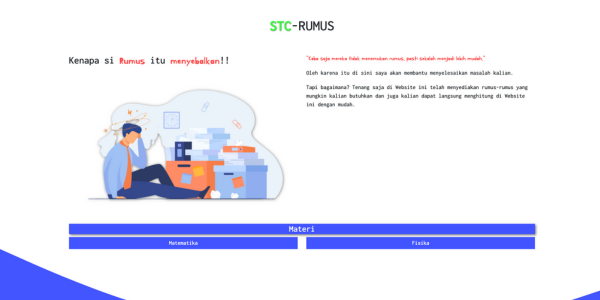 STC-RUMUS
Kenapa si Rumus itu menyebalkan!!
"Kalau saja mereka tidak menemukan rumus, pasti sekolah menjadi lebih mudah."
Oleh karena itu di sini saya akan membantu menyelesaikan masalah kalian.
Tapi bagaimana? Tenang saja di Website ini telah menyediakan rumus-rumus yang
mungkin kalian butuhkan dan juga kalian dapat langsung menghitung di Website
ini dengan mudah.
Materi
Matematika
Fisika